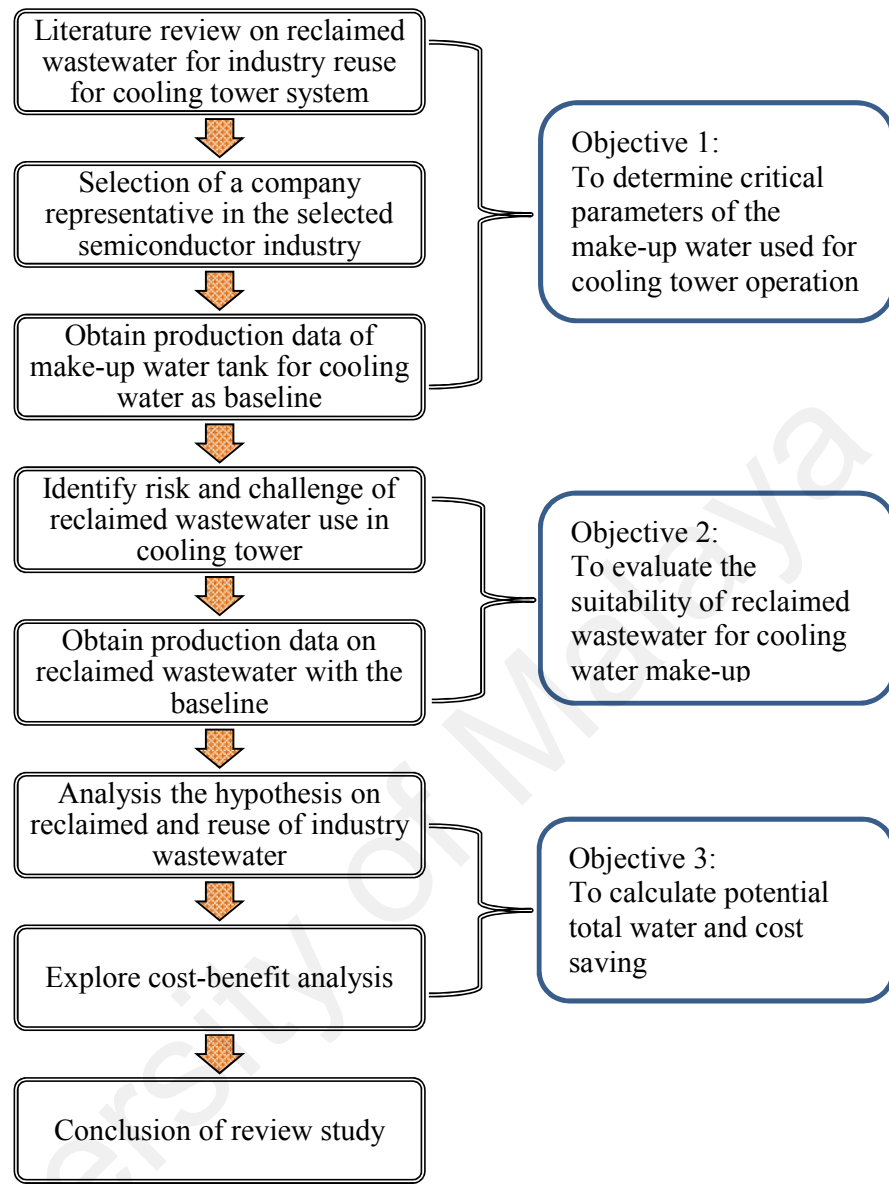 Literature review on reclaimed
wastewater for industry reuse
for cooling tower system
Selection of a company
representative in the selected
semiconductor industry
Obtain production data of
make-up water tank for cooling
water as baseline
Objective 1:
To determine critical
parameters of the
make-up water used for
cooling tower operation
Identify risk and challenge of
reclaimed wastewater use in
cooling tower
Obtain production data on
reclaimed wastewater with the
baseline
Objective 2:
To evaluate the
suitability of reclaimed
wastewater for cooling
water make-up
Analysis the hypothesis on
reclaimed and reuse of industry
wastewater
Explore cost-benefit analysis
Objective 3:
To calculate potential
total water and cost
saving
Conclusion of review study
ersity of Malaya